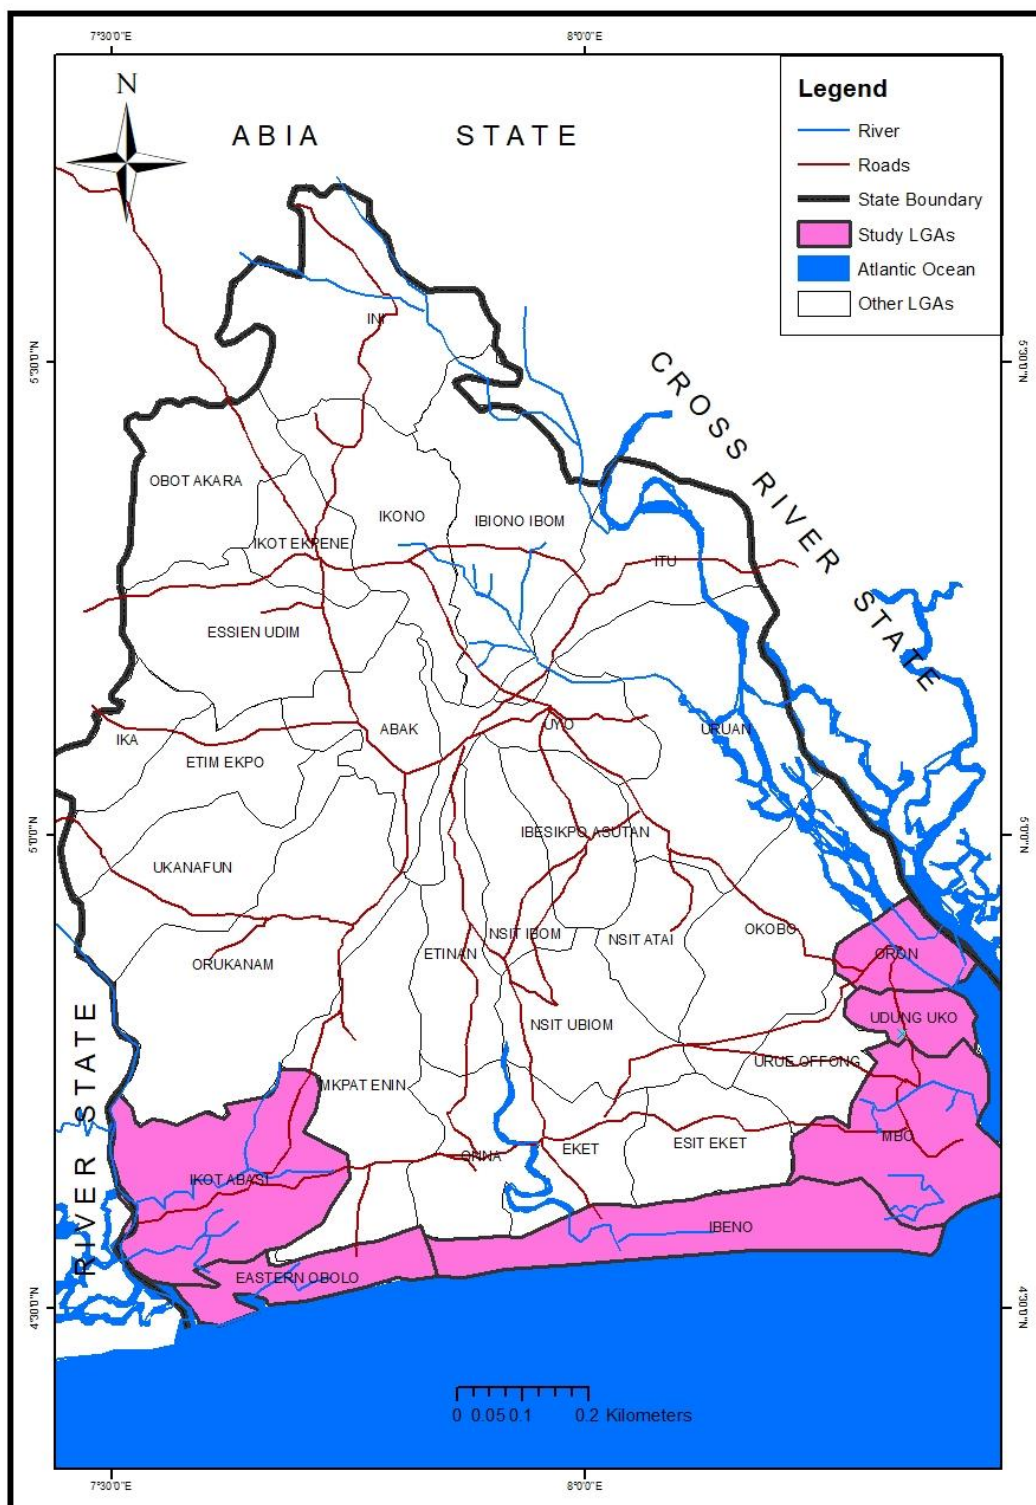 7°30'0"E
8°0'0"E
N
ABIA STATE
Legend
River
Roads
State Boundary
Study LGAs
Atlantic Ocean
Other LGAs
INI
5°30'0"N
5°30'0"N
CROSS RIVER STATE
OBOT AKARA
IKONO
IBIONO IBOM
IKOT EKPENE
ITU
ESSIEN UDIM
IKA
ABAK
UYO
URUAN
ETIM EKPO
5°0'0"N
IBESIKPO ASUTAN
5°0'0"N
UKANAFUN
OKOBO
NSIT IBOM
NSIT ATAI
ETINAN
ORON
ORUKANAM
UDUNG UKO
NSIT UBIOM
RIVER STATE
URUE OFFONG
MKPAT ENIN
MBO
ESIT EKET
EKET
ONNA
IKOT ABASI
IBENO
EASTERN OBOLO
4°30'0"N
4°30'0"N
0 0.05 0.1 0.2 Kilometers
7°30'0"E
8°0'0"E